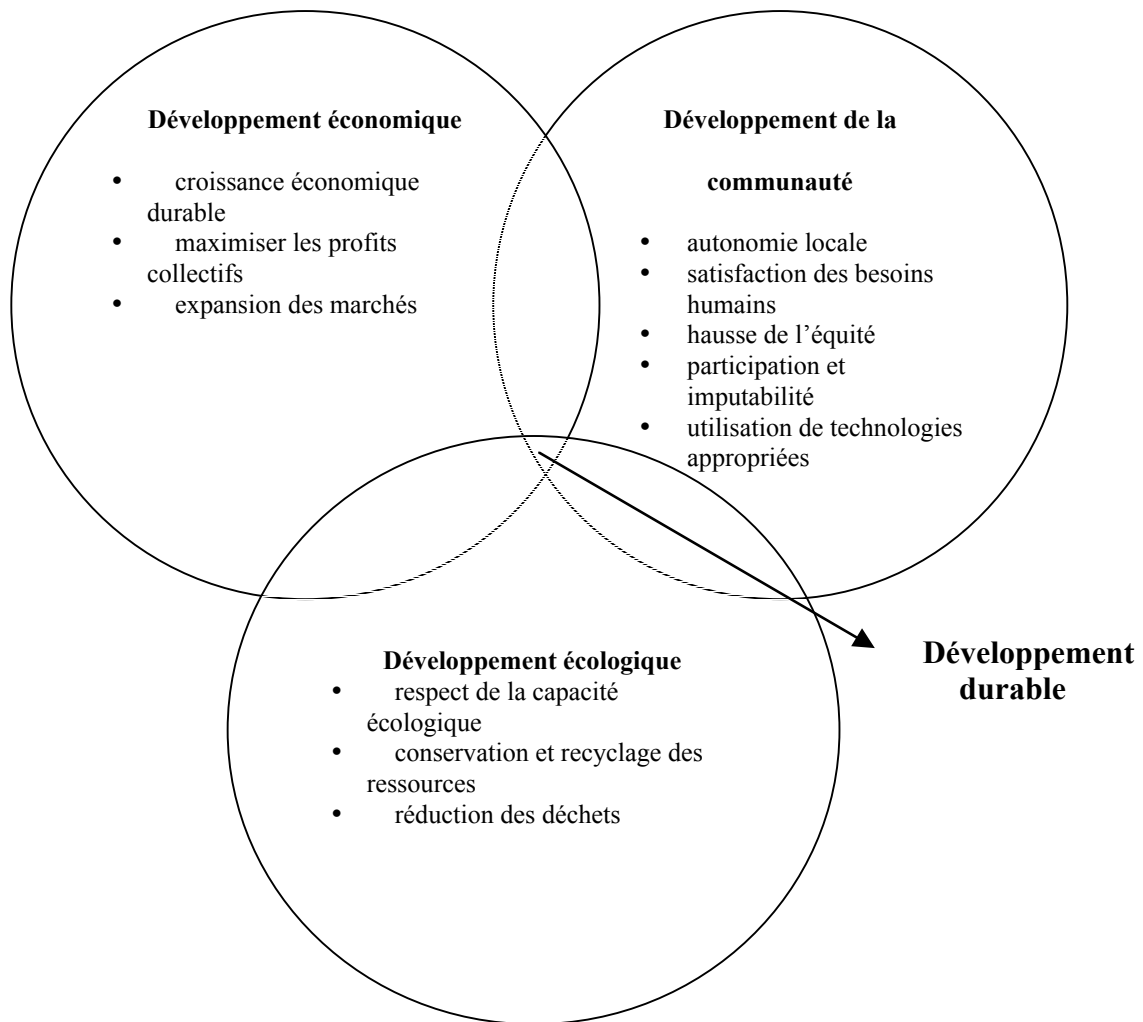 Développement économique
• croissance économique
durable
• maximiser les profits
collectifs
• expansion des marchés
Développement de la
communauté
• autonomie locale
• satisfaction des besoins
humains
• hausse de l’équité
• participation et
imputabilité
• utilisation de technologies
appropriées
Développement écologique
• respect de la capacité
écologique
• conservation et recyclage des
ressources
• réduction des déchets
Développement
durable